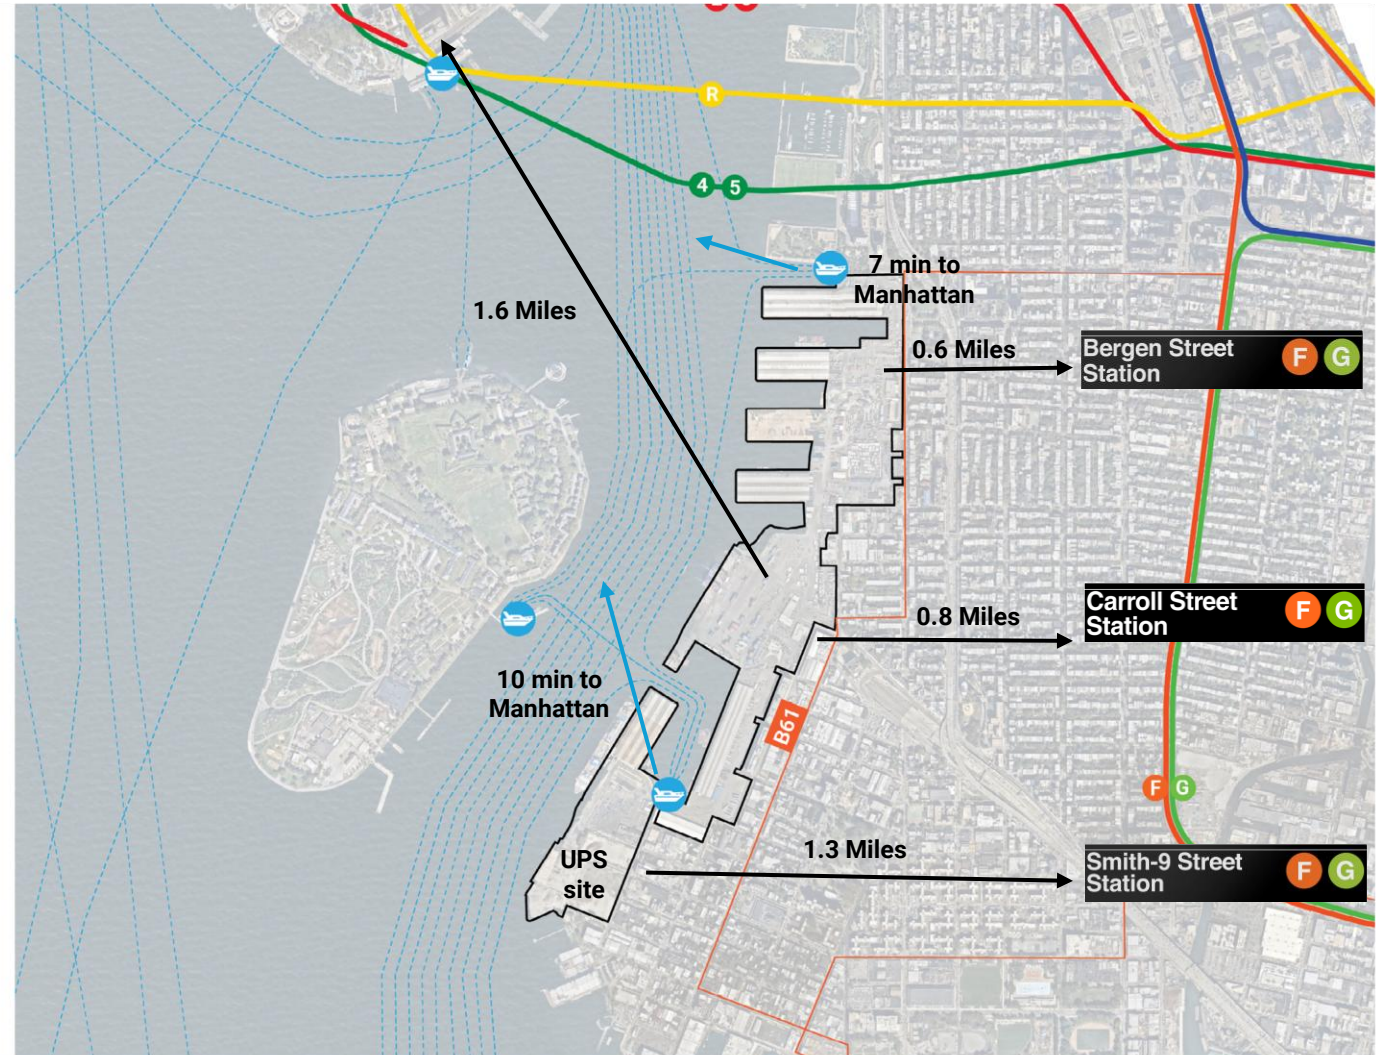 R
4 5
7 min to
Manhattan
1.6 Miles
0.6 Miles
Bergen Street
Station
F G
Carroll Street
Station
F G
0.8 Miles
10 min to
Manhattan
B61
F G
1.3 Miles
UPS
site
Smith-9 Street
Station
F G